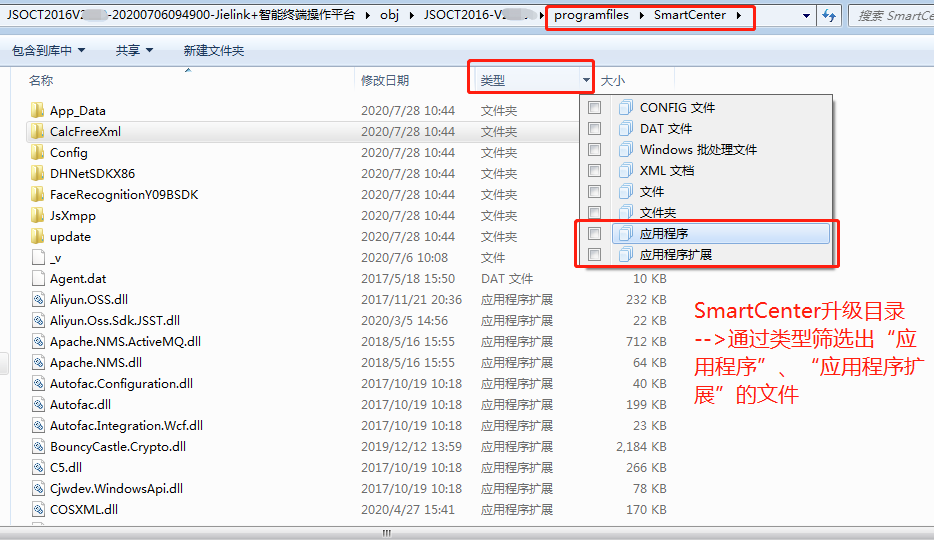 JSOCT2016V2 -20200706094900-Jielink+智能终端操作平台 obj JSOCT2016-V programfiles SmartCenter 搜索 SmartCe
包含到库中 共享 新建文件夹
名称 修改日期 类型 大小
App_Data 2020/7/28 10:44 文件夹
CalcFreeXml 2020/7/28 10:44 文件夹
Config 2020/7/28 10:44 文件夹
DHNetSDKX86 2020/7/28 10:44 文件夹
FaceRecognitionY09BSDK 2020/7/28 10:44 文件夹
JsXmpp 2020/7/28 10:44 文件夹
update 2020/7/28 10:44 文件夹
_v 2020/7/6 10:08 文件
Agent.dat 2017/5/18 15:50 DAT 文件 10 KB
Aliyun.OSS.dll 2017/11/21 20:36 应用程序扩展 232 KB
Aliyun.Oss.Sdk.JSST.dll 2020/3/5 14:56 应用程序扩展 22 KB
Apache.NMS.ActiveMQ.dll 2018/5/16 15:55 应用程序扩展 712 KB
Apache.NMS.dll 2018/5/16 15:55 应用程序扩展 64 KB
Autofac.Configuration.dll 2017/10/19 10:18 应用程序扩展 40 KB
Autofac.dll 2017/10/19 10:18 应用程序扩展 199 KB
Autofac.Integration.Wcf.dll 2017/10/19 10:18 应用程序扩展 23 KB
BouncyCastle.Crypto.dll 2019/12/12 13:59 应用程序扩展 2,184 KB
C5.dll 2017/10/19 10:18 应用程序扩展 266 KB
Cjwdev.WindowsApi.dll 2017/10/19 10:18 应用程序扩展 78 KB
COSXML.dll 2020/4/27 15:41 应用程序扩展 170 KB
CONFIG 文件
DAT 文件
Windows 批处理文件
XML 文档
文件
文件夹
应用程序
应用程序扩展
SmartCenter升级目录
-->通过类型筛选出“应
用程序”、“应用程序扩
展”的文件